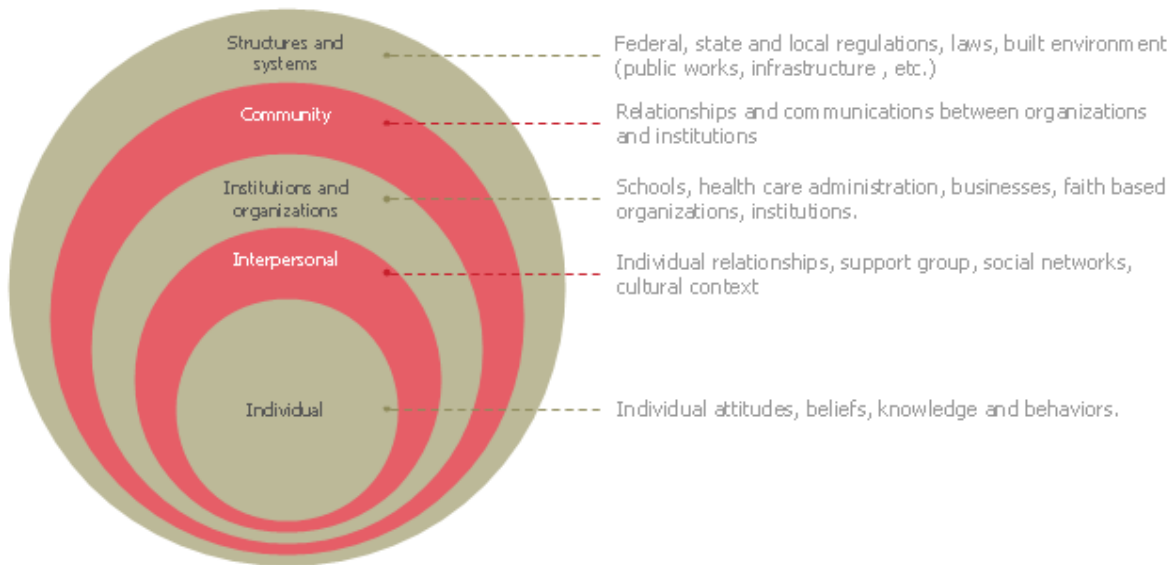 Structures and
systems
Federal, state and local regulations, laws, built environment
(public works, infrastructure , etc.)
Community
Relationships and communications between organizations
and institutions
Institutions and
organizations
Schools, health care administration, businesses, faith based
organizations, institutions.
Interpersonal
Individual relationships, support group, social networks,
cultural context
Individual
Individual attitudes, beliefs, knowledge and behaviors.